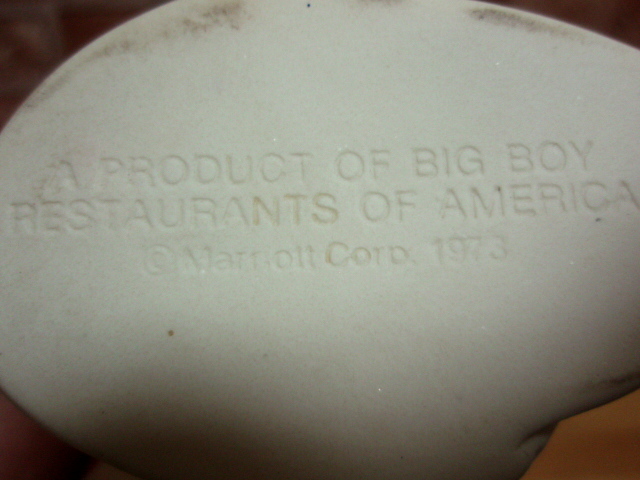 A PRODUCT OF BIG BOY
RESTAURANTS OF AMERICA
© Marriott Corp. 1973